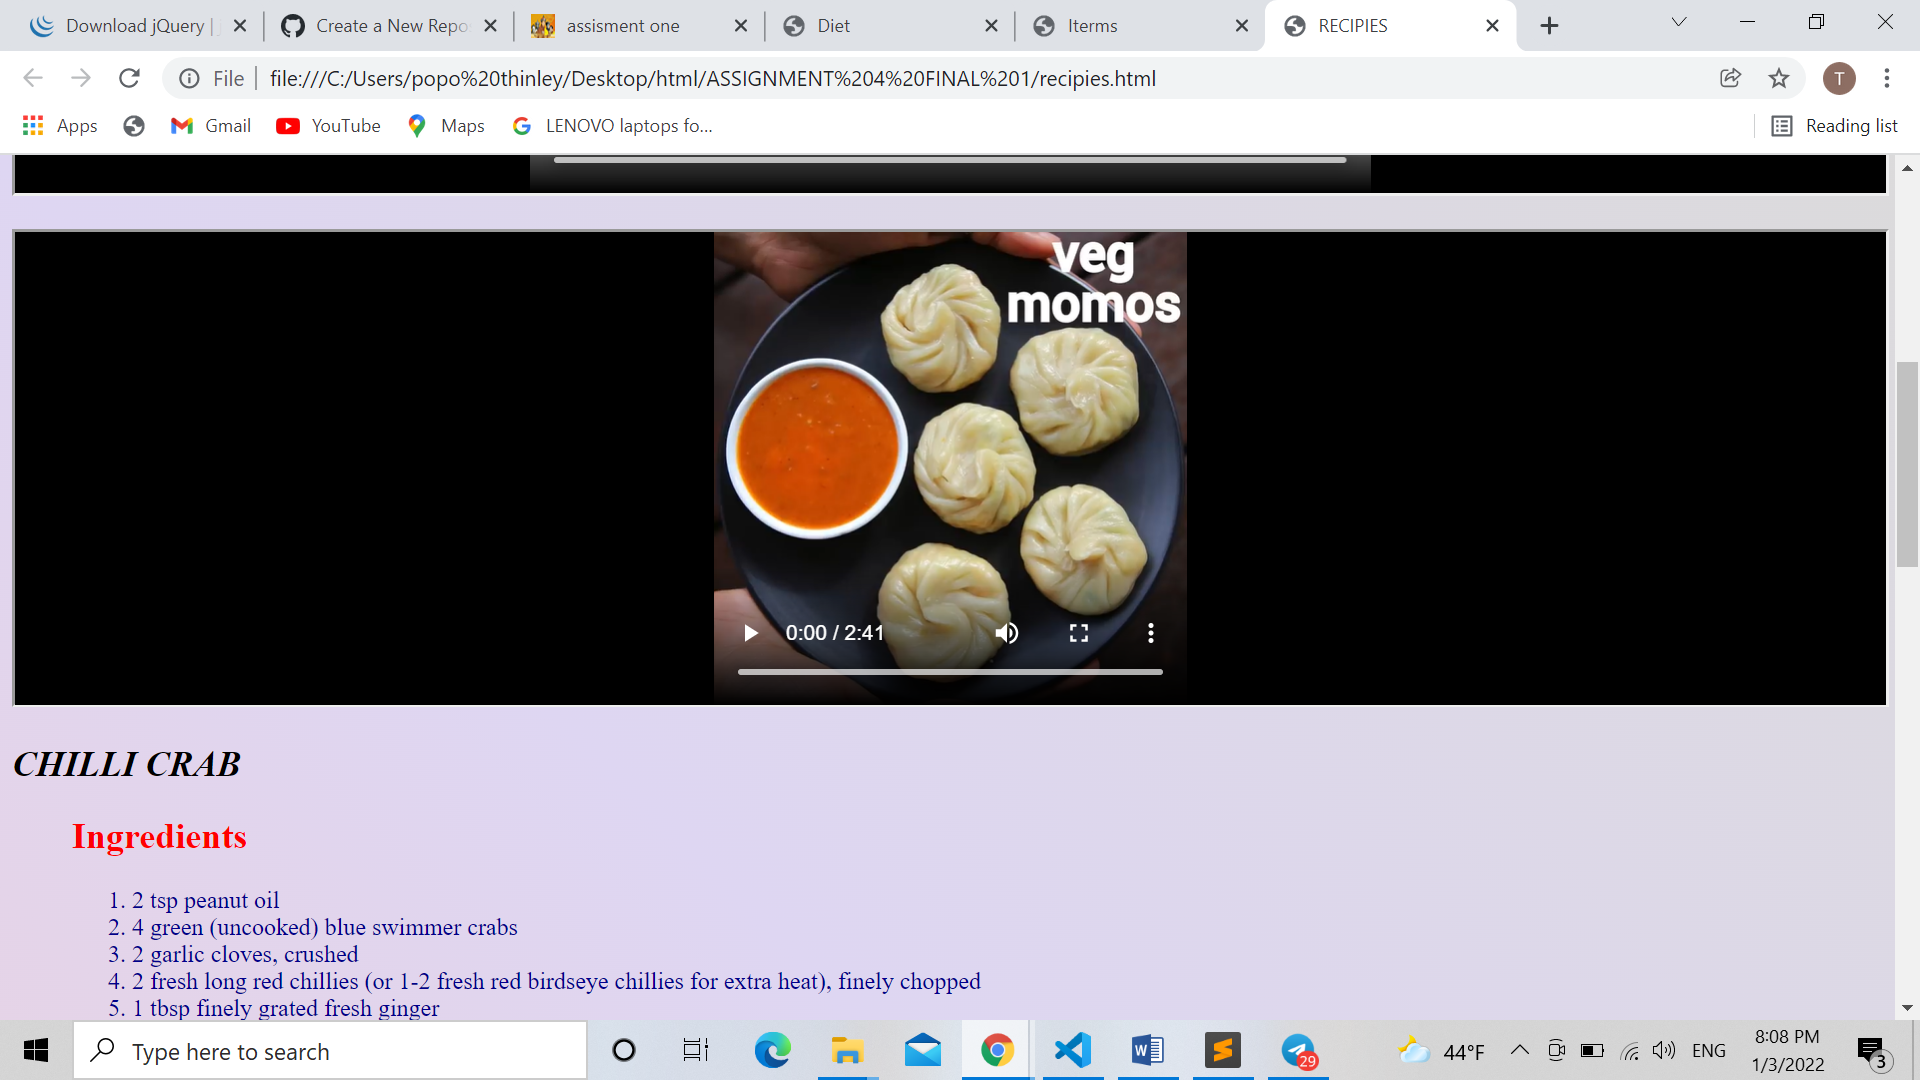 Download jQuery |
Create a New Repo
assisment one
Diet
Iterms
RECIPIES
File
file:///C:/Users/popo%20thinley/Desktop/html/ASSIGNMENT%204%20FINAL%201/recipies.html
T
Apps
Gmail
YouTube
Maps
LENOVO laptops fo...
Reading list
veg
momos
0:00 / 2:41
CHILLI CRAB
Ingredients
1. 2 tsp peanut oil
2. 4 green (uncooked) blue swimmer crabs
3. 2 garlic cloves, crushed
4. 2 fresh long red chillies (or 1-2 fresh red birdseye chillies for extra heat), finely chopped
5. 1 tbsp finely grated fresh ginger
Type here to search
29
44°F
ENG
8:08 PM
1/3/2022
3